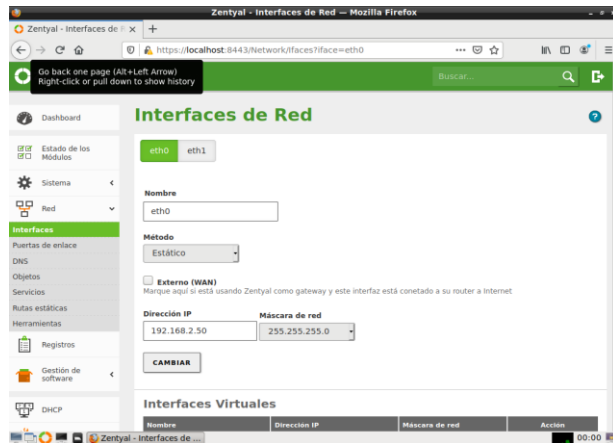 Zentyal - Interfaces de Red — Mozilla Firefox
Zentyal - Interfaces de R
https://localhost:8443/Network/Ifaces?iface=eth0
Go back one page (Alt+Left Arrow)
Right-click or pull down to show history
Buscar...
Dashboard
Estado de los
Módulos
Sistema
Red
Interfaces
Puertas de enlace
DNS
Objetos
Servicios
Rutas estáticas
Herramientas
Registros
Gestión de
software
DHCP
Interfaces de Red
eth0 eth1
Nombre
eth0
Método
Estático
Externo (WAN)
Marque aquí si está usando Zentyal como gateway y este interfaz está conetado a su router a Internet
Dirección IP Máscara de red
192.168.2.50 255.255.255.0
CAMBIAR
Interfaces Virtuales
Nombre Dirección IP Máscara de red Acción
Zentyal - Interfaces de ...
00:00